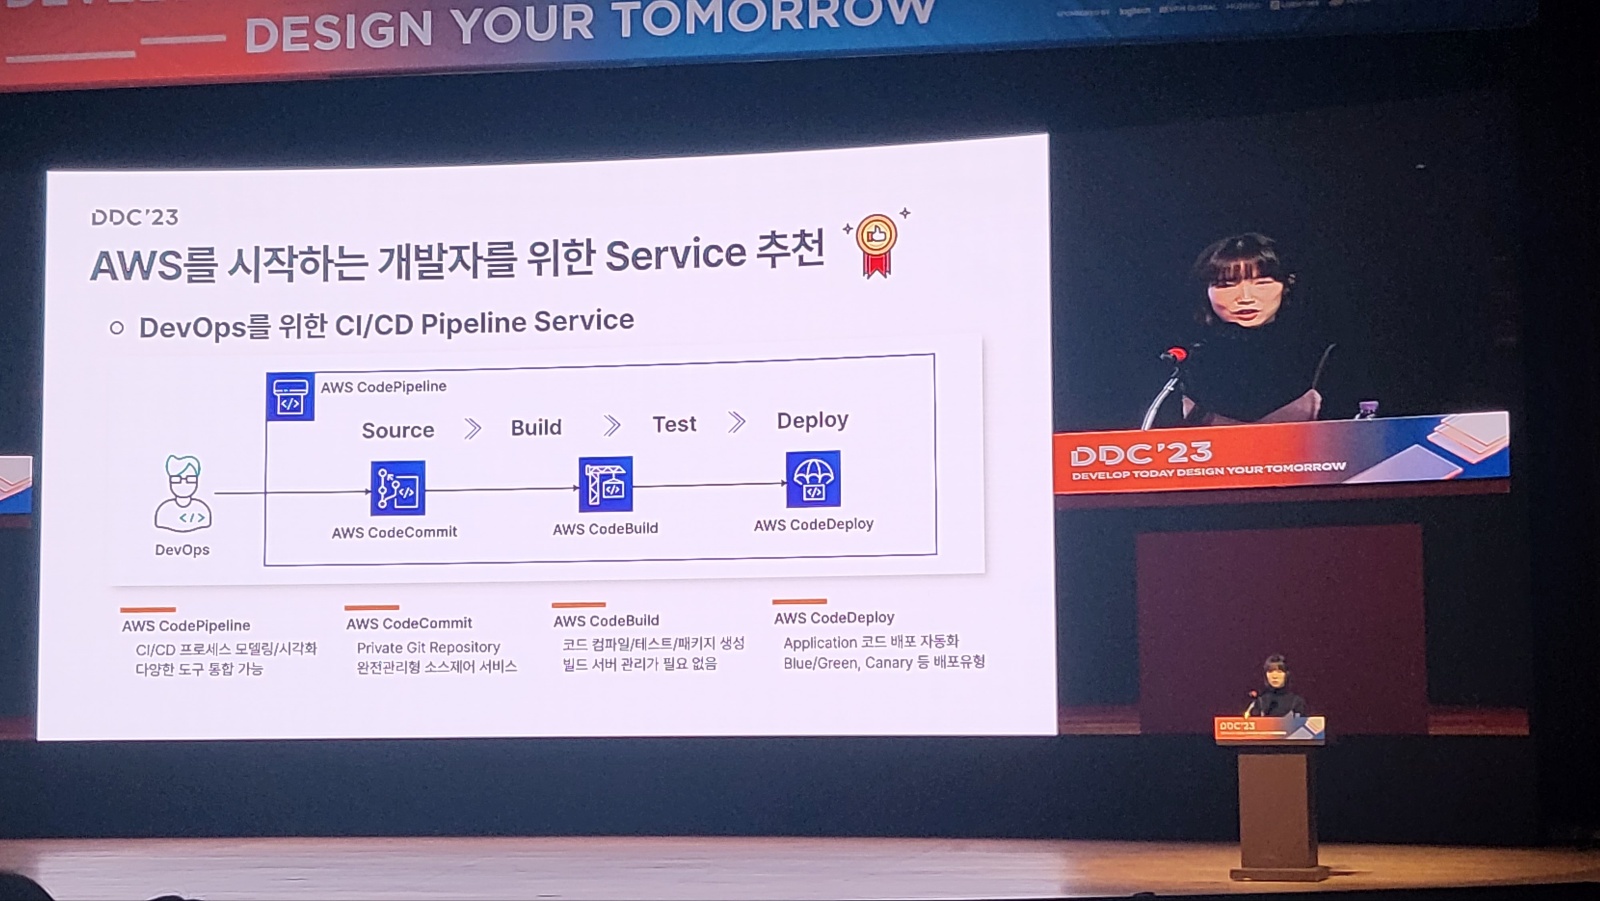 DESIGN YOUR TOMORROW
DDC'23
AWS를 시작하는 개발자를 위한 Service 추천
DevOps를 위한 CI/CD Pipeline Service
AWS CodePipeline
Source
Build
Test
Deploy
DevOps
AWS CodeCommit
AWS CodeBuild
AWS CodeDeploy
AWS CodePipeline
CI/CD 프로세스 모델링/시각화
다양한 도구 통합 가능
AWS CodeCommit
Private Git Repository
완전관리형 소스제어 서비스
AWS CodeBuild
코드 컴파일/테스트/패키지 생성
빌드 서버 관리가 필요 없음
AWS CodeDeploy
Application 코드 배포 자동화
Blue/Green, Canary 등 배포유형
DDC'23
DEVELOP TODAY DESIGN YOUR TOMORROW
DDC'23